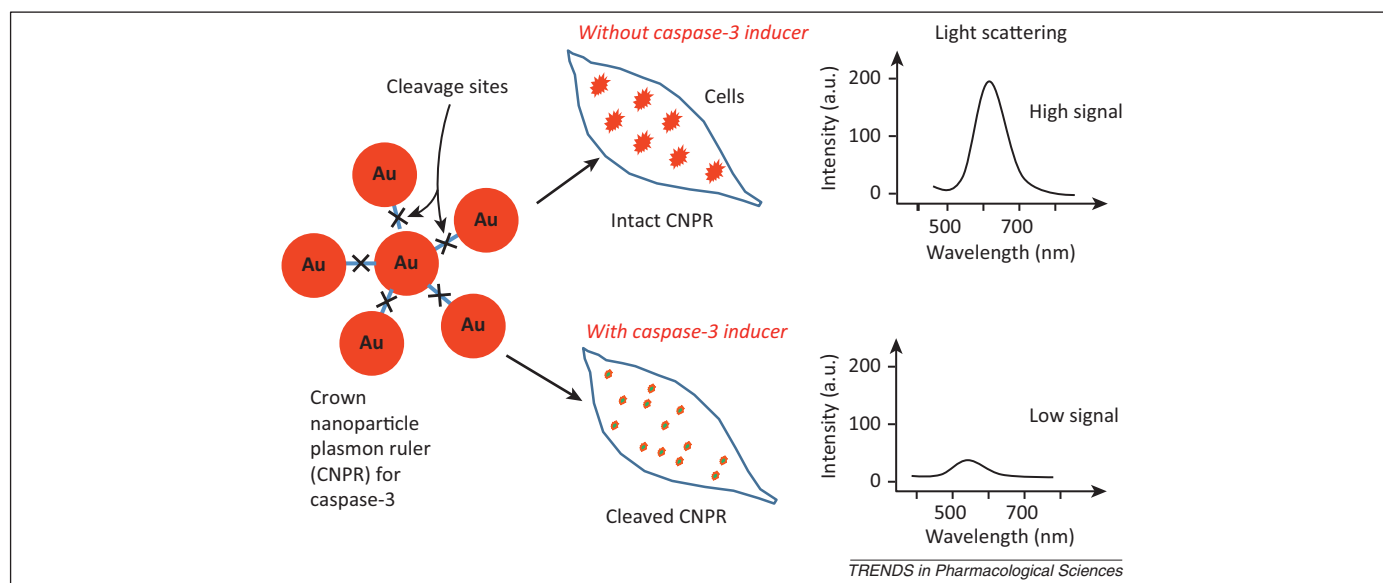 Without caspase-3 inducer
Cleavage sites
Cells
Au
Au
Au
Au
Au
Au
Intact CNPR
Crown
nanoparticle
plasmon ruler
(CNPR) for
caspase-3
With caspase-3 inducer
Cleaved CNPR
Light scattering
Intensity (a.u.)
200
100
0
High signal
500
700
Wavelength (nm)
Intensity (a.u.)
200
100
0
Low signal
500
700
Wavelength (nm)
TRENDS in Pharmacological Sciences